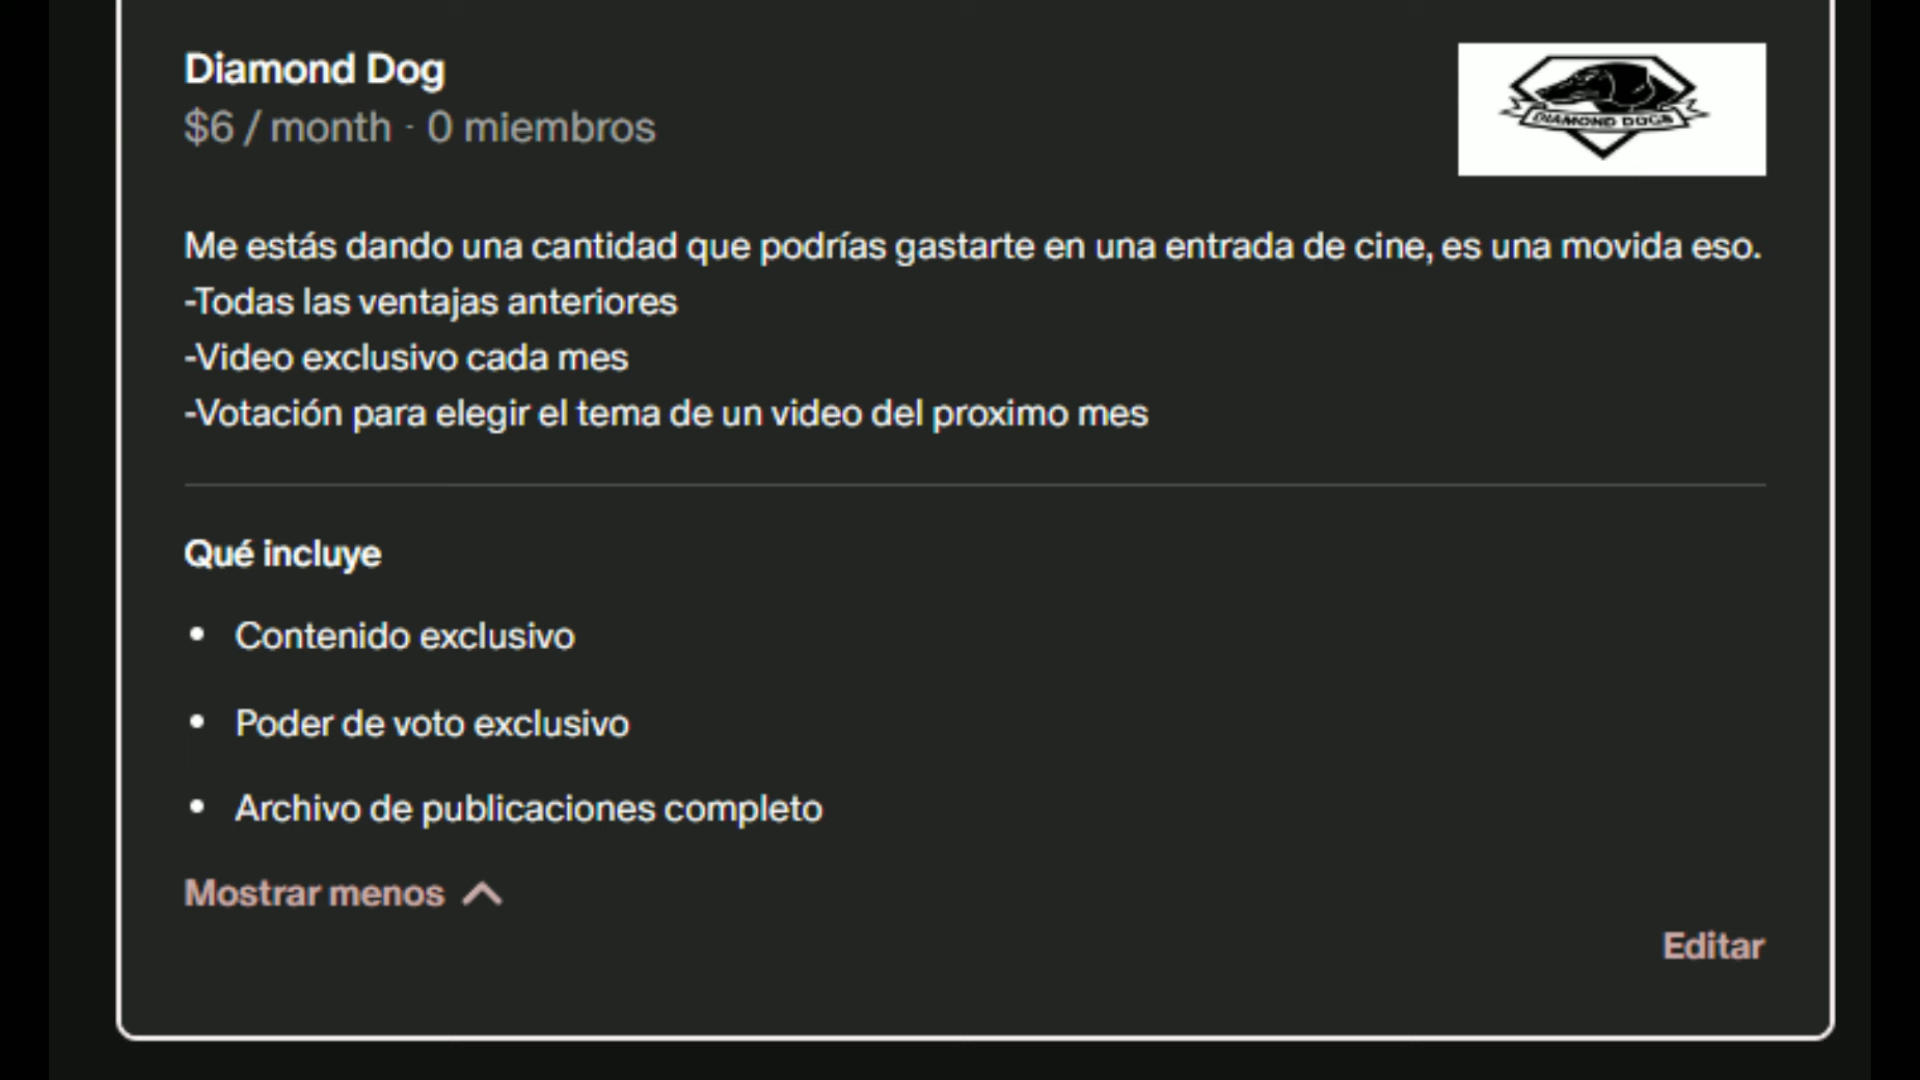 Diamond Dog
$6 / month · 0 miembros
DIAMOND DOGS
Me estás dando una cantidad que podrías gastarte en una entrada de cine, es una movida eso.
-Todas las ventajas anteriores
-Video exclusivo cada mes
-Votación para elegir el tema de un video del proximo mes
Qué incluye
• Contenido exclusivo
• Poder de voto exclusivo
• Archivo de publicaciones completo
Mostrar menos
Editar